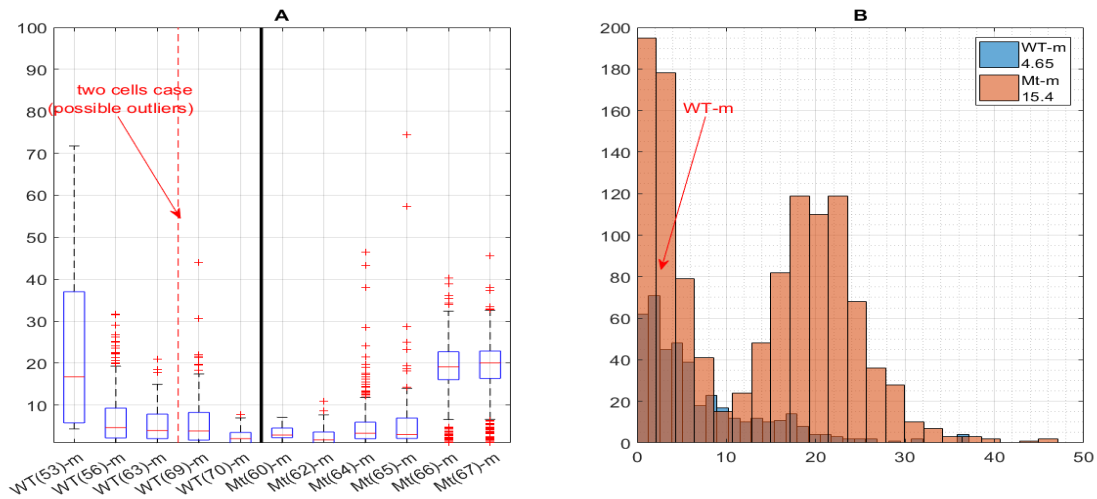 A
100
90
80
70
60
50
40
30
20
10
two cells case
(possible outliers)
WT(53)-m
WT(56)-m
WT(63)-m
WT(69)-m
WT(70)-m
Mt(60)-m
Mt(62)-m
Mt(64)-m
Mt(65)-m
Mt(66)-m
Mt(67)-m
B
200
180
160
140
120
100
80
60
40
20
0
WT-m
WT-m
4.65
Mt-m
15.4
0
10
20
30
40
50